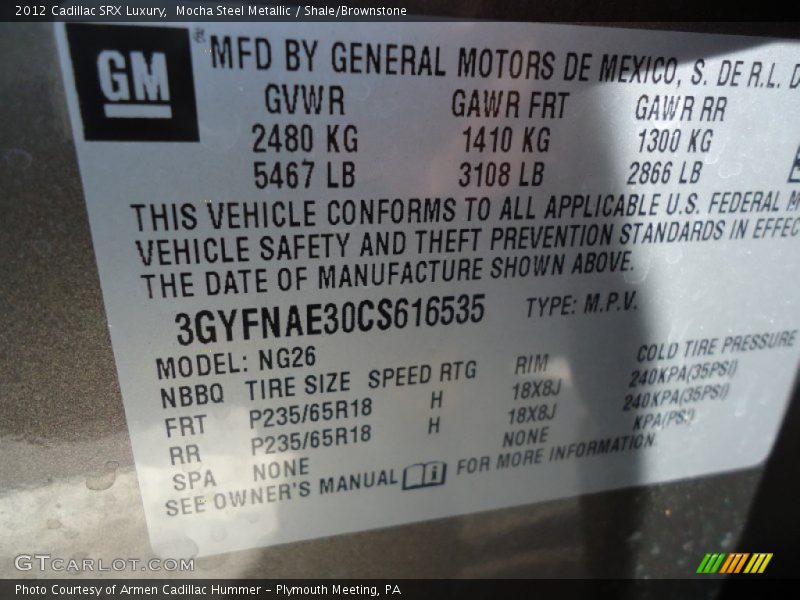 2012 Cadillac SRX Luxury,  Mocha Steel Metallic / Shale/Brownstone
GM ® MFD BY GENERAL MOTORS DE MEXICO, S. DE R.L. D
GVWR GAWR FRT GAWR RR
2480 KG 1410 KG 1300 KG
5467 LB 3108 LB 2866 LB
THIS VEHICLE CONFORMS TO ALL APPLICABLE U.S. FEDERAL M
VEHICLE SAFETY AND THEFT PREVENTION STANDARDS IN EFFEC
THE DATE OF MANUFACTURE SHOWN ABOVE.
3GYFNAE30CS616535 TYPE: M.P.V.
MODEL: NG26
NBBQ TIRE SIZE SPEED RTG RIM COLD TIRE PRESSURE
FRT P235/65R18 H 18X8J 240KPA(35PSI)
RR P235/65R18 H 18X8J 240KPA(35PSI)
SPA NONE NONE KPA(PSI)
SEE OWNER'S MANUAL FOR MORE INFORMATION.
GTCARLOT.COM
Photo Courtesy of Armen Cadillac Hummer – Plymouth Meeting, PA